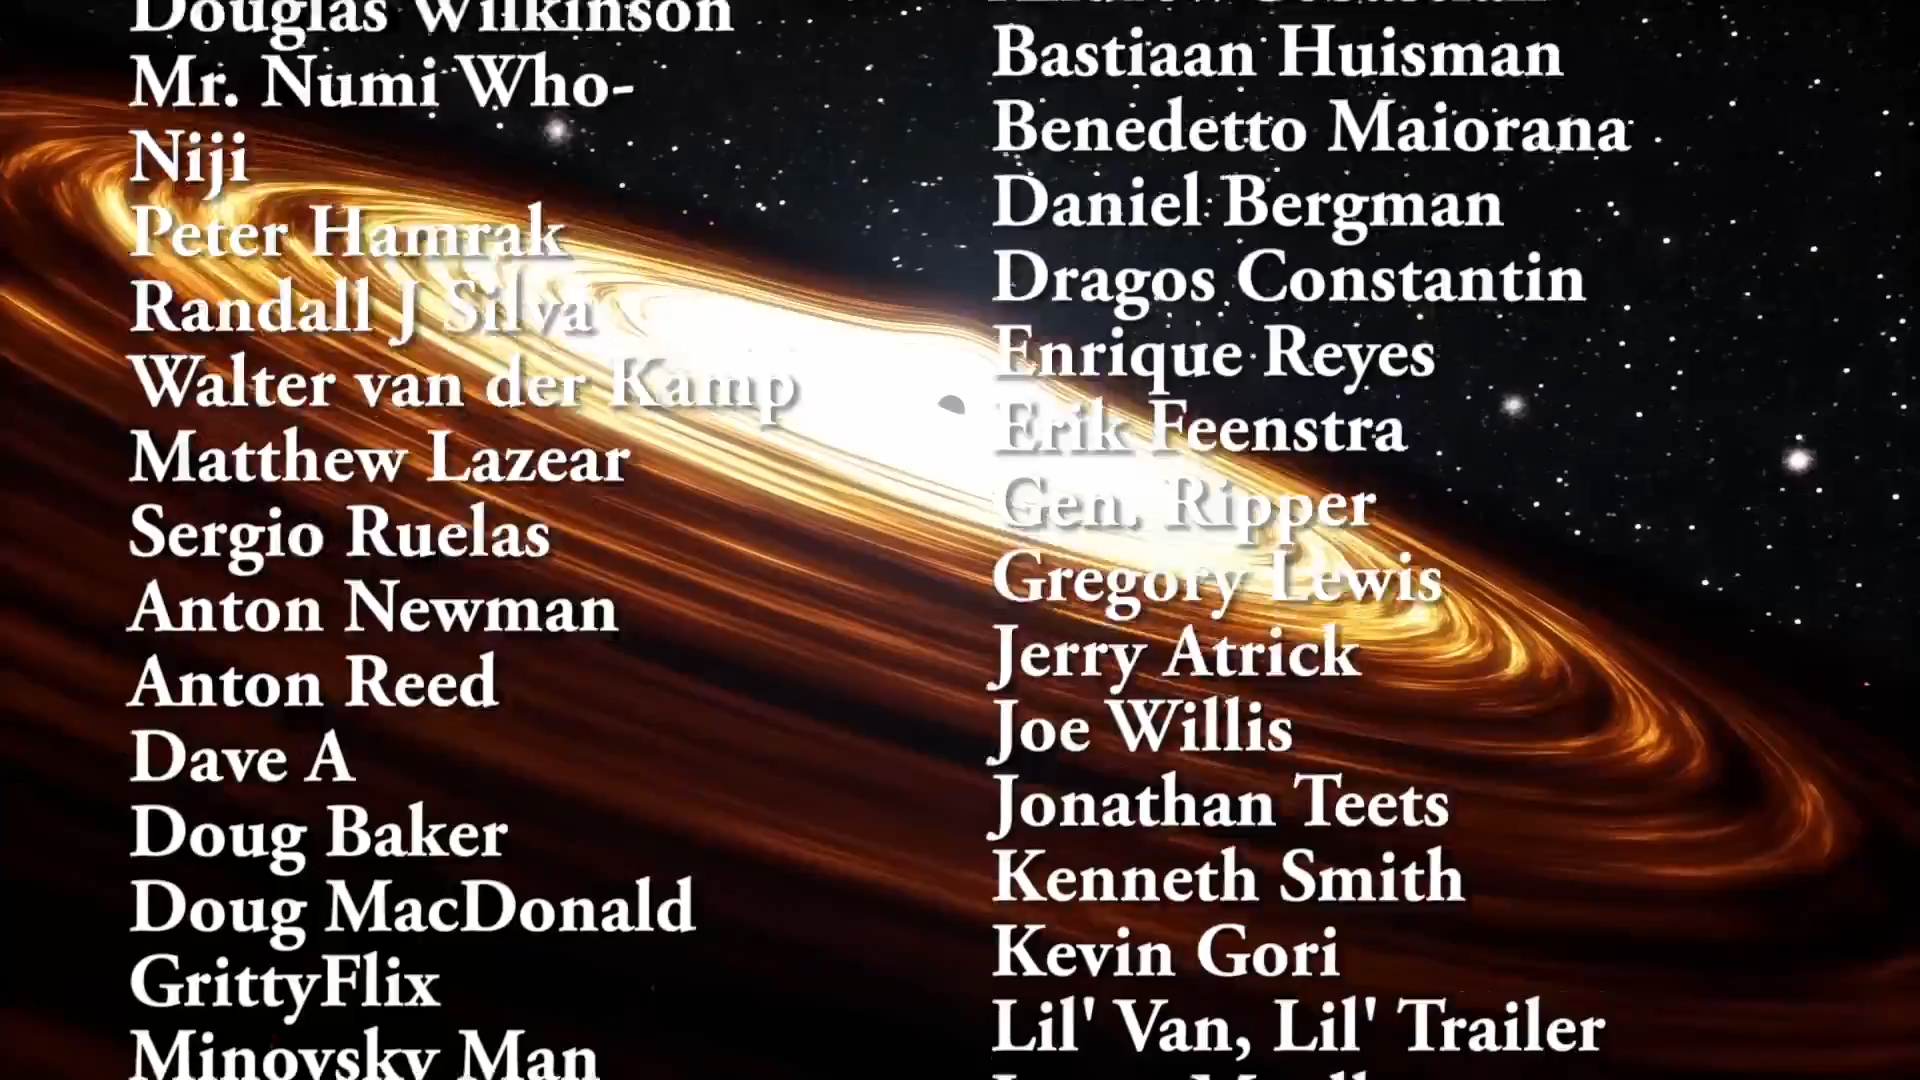 Douglas Wilkinson
Mr. Numi Who-
Niji
Peter Hamrak
Randall J Silva
Walter van der Kamp
Matthew Lazear
Sergio Ruelas
Anton Newman
Anton Reed
Dave A
Doug Baker
Doug MacDonald
GrittyFlix
Minovsky Man
Bastiaan Huisman
Benedetto Maiorana
Daniel Bergman
Dragos Constantin
Enrique Reyes
Erik Feenstra
Gen. Ripper
Gregory Lewis
Jerry Atrick
Joe Willis
Jonathan Teets
Kenneth Smith
Kevin Gori
Lil' Van, Lil' Trailer